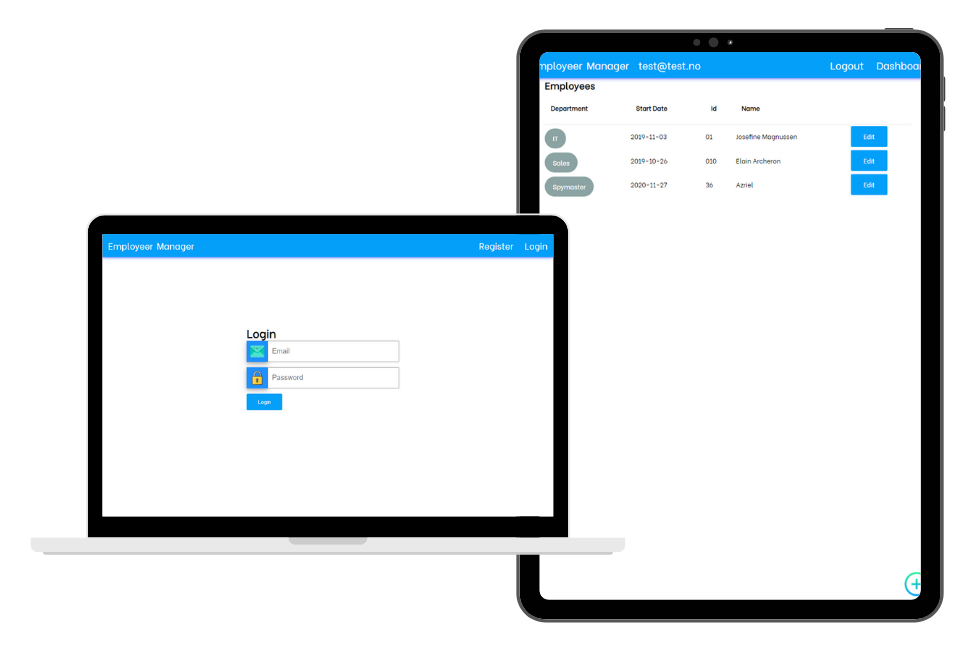 Employeer Manager Register Login
Login
Email
Password
Login
mployeer Manager test@test.no Logout Dashboar
Employees
Department Start Date Id Name
IT 2019-11-03 01 Josefine Magnussen Edit
Sales 2019-10-26 010 Elain Archeron Edit
Spymaster 2020-11-27 36 Azriel Edit